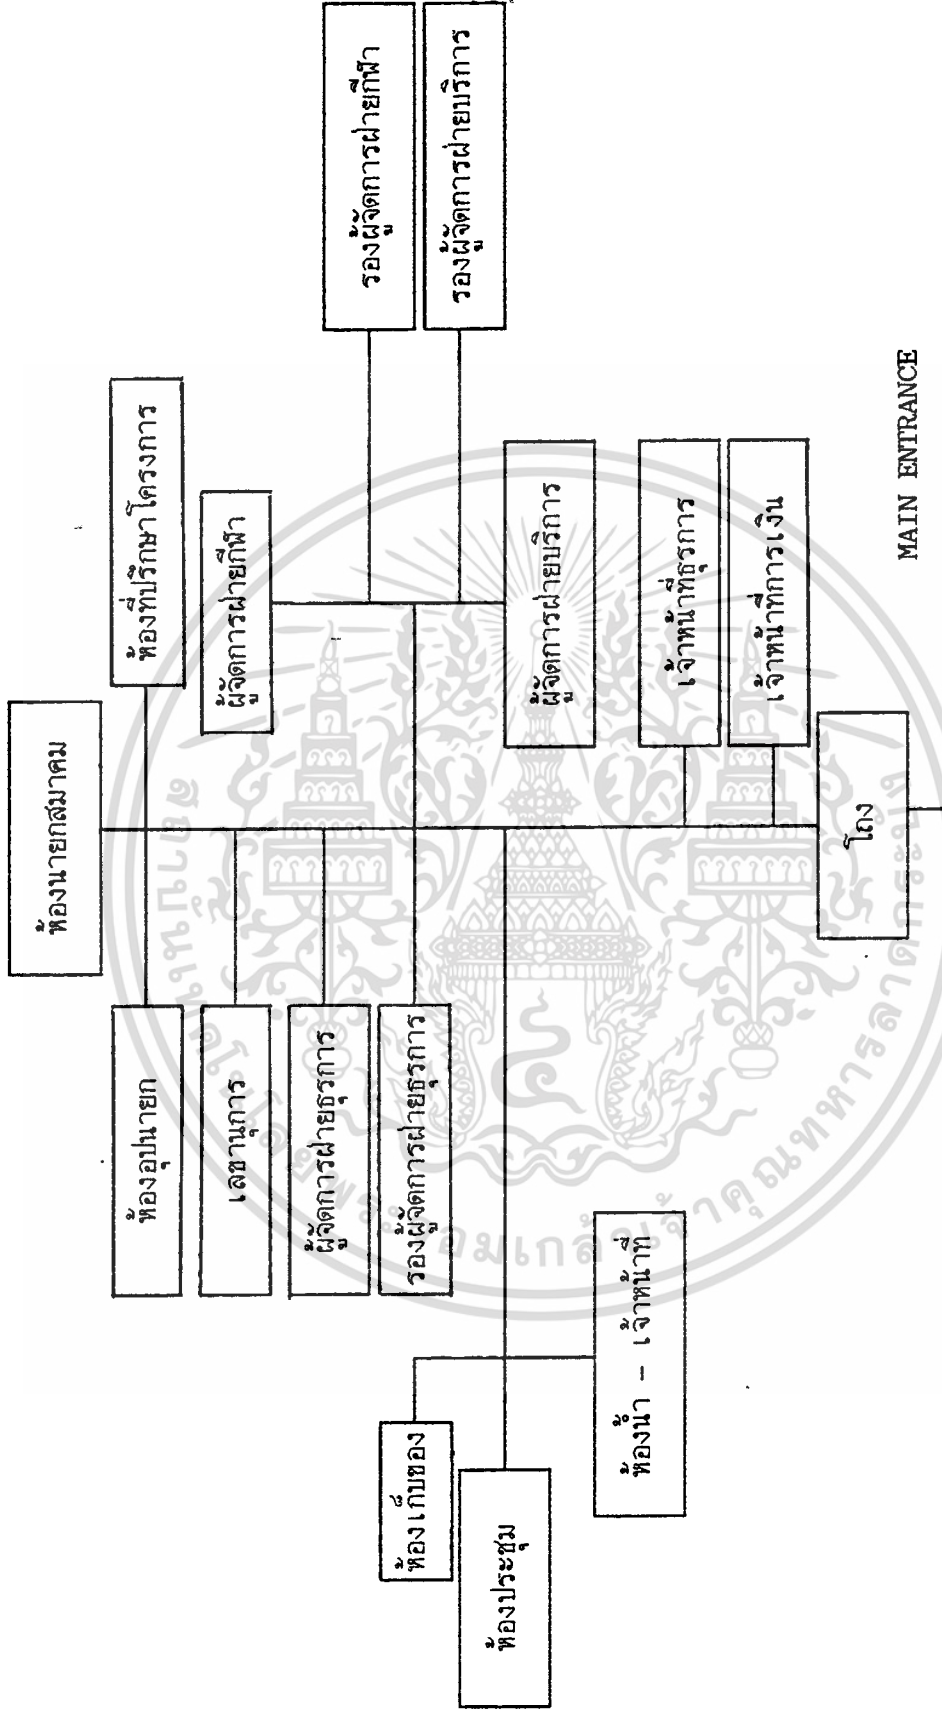 ห้องนายกสมาคม
ห้องอุปนายก
ห้องที่ปรึกษาโครงการ
เลขานุการ
ผู้จัดการฝ่ายกีฬา
ผู้จัดการฝ่ายธุรการ
รองผู้จัดการฝ่ายกีฬา
รองผู้จัดการฝ่ายธุรการ
รองผู้จัดการฝ่ายบริการ
ห้องเก็บของ
ห้องประชุม
ผู้จัดการฝ่ายบริการ
ห้องน้ำ - เจ้าหน้าที่
เจ้าหน้าที่ธุรการ
เจ้าหน้าที่การเงิน
โถง
MAIN ENTRANCE